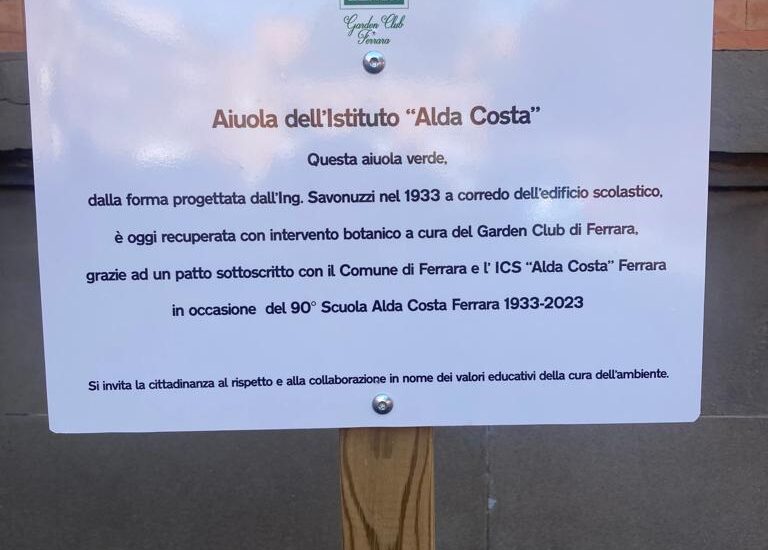 Garden Club
Ferrara
Aiuola dell'Istituto "Alda Costa"
Questa aiuola verde,
dalla forma progettata dall'Ing. Savonuzzi nel 1933 a corredo dell'edificio scolastico,
è oggi recuperata con intervento botanico a cura del Garden Club di Ferrara,
grazie ad un patto sottoscritto con il Comune di Ferrara e l' ICS "Alda Costa" Ferrara
in occasione del 90° Scuola Alda Costa Ferrara 1933-2023
Si invita la cittadinanza al rispetto e alla collaborazione in nome dei valori educativi della cura dell'ambiente.